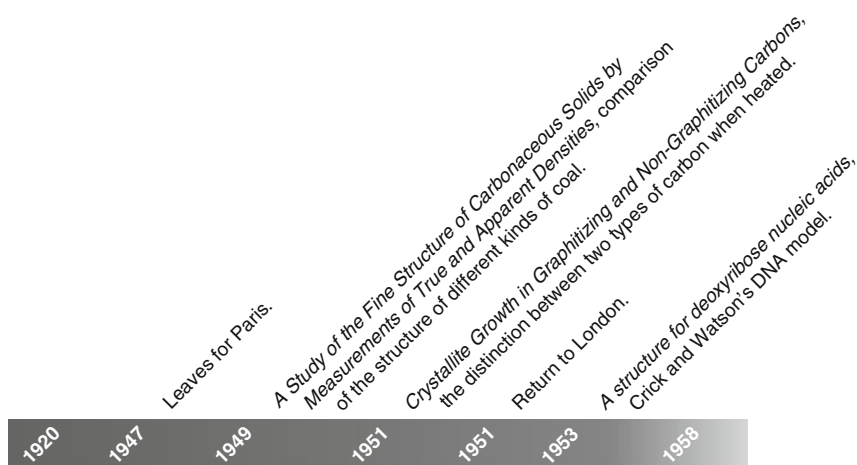 Leaves for Paris.
A Study of the Fine Structure of Carbonaceous Solids by
Measurements of True and Apparent Densities, comparison
of the structure of different kinds of coal.
Crystallite Growth in Graphitizing and Non-Graphitizing Carbons,
the distinction between two types of carbon when heated.
Return to London.
A structure for deoxyribose nucleic acids,
Crick and Watson's DNA model.
1920
1947
1949
1951
1951
1953
1958